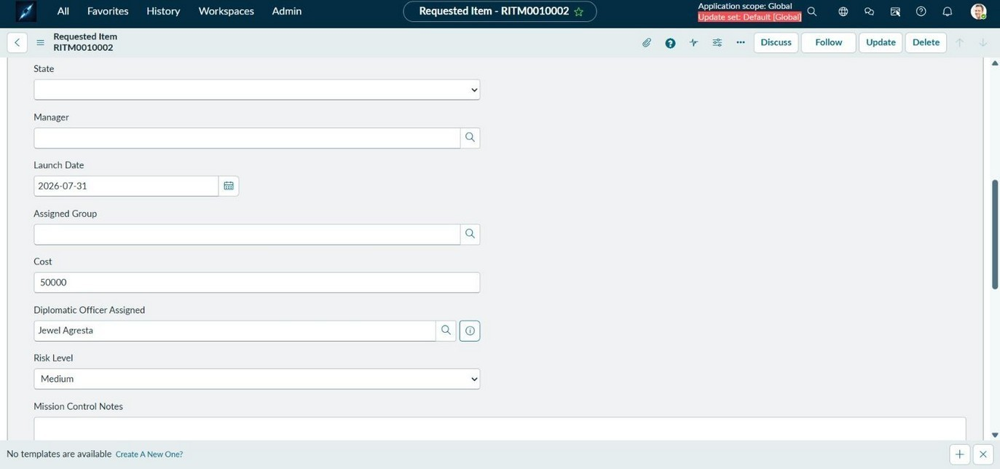 All Favorites History Workspaces Admin
Requested Item - RITM0010002
Application scope: Global
Update set: Default [Global]
Requested Item
RITM0010002
Discuss Follow Update Delete
State
Manager
Launch Date
2026-07-31
Assigned Group
Cost
50000
Diplomatic Officer Assigned
Jewel Agresta
Risk Level
Medium
Mission Control Notes
No templates are available Create A New One?